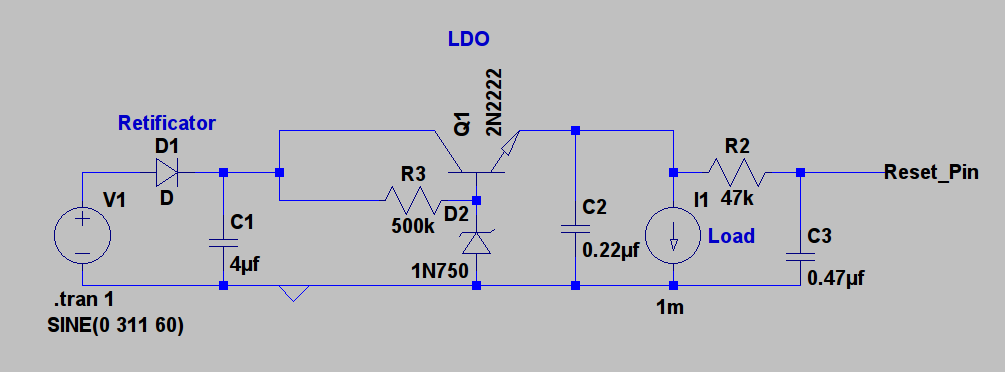 LDO
Retificator
D1
D
V1
C1
4µf
.tran 1
SINE(0 311 60)
Q1
2N2222
R3
500k
D2
1N750
C2
0.22µf
I1
Load
1m
R2
47k
C3
0.47µf
Reset_Pin